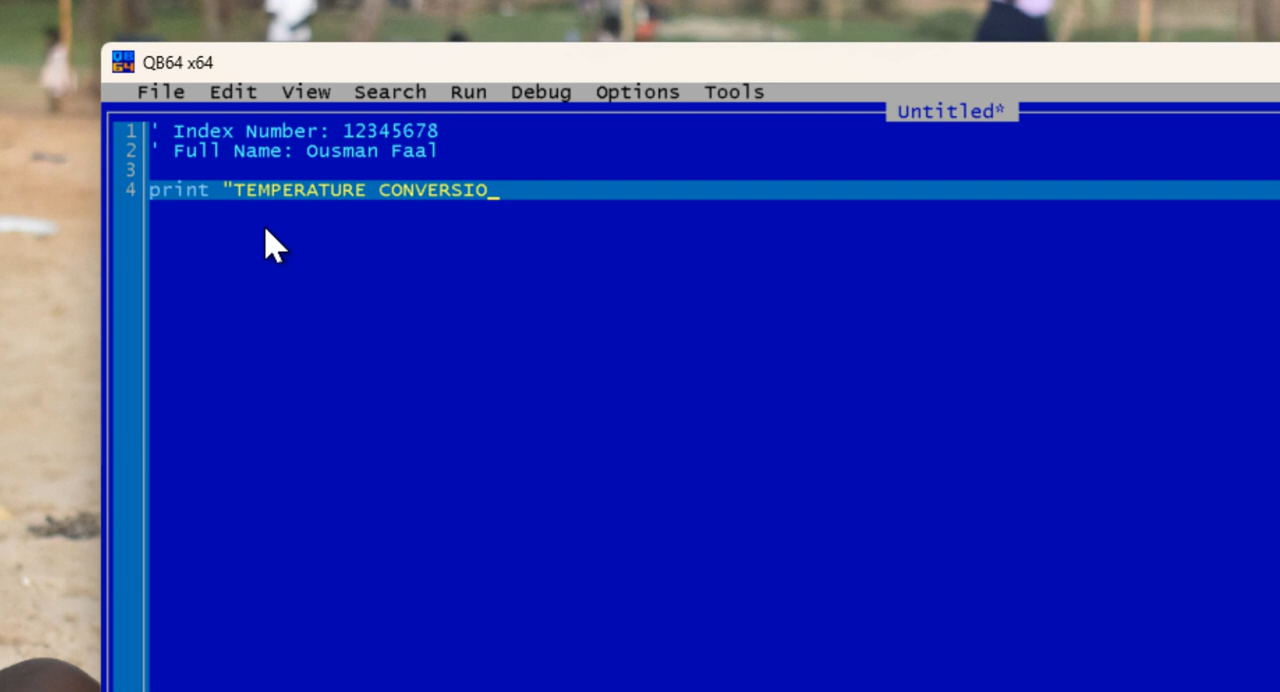 QB64 x64
File Edit View Search Run Debug Options Tools
Untitled*
1 ' Index Number: 12345678
2 ' Full Name: Ousman Faal
3
4 print "TEMPERATURE CONVERSIO_